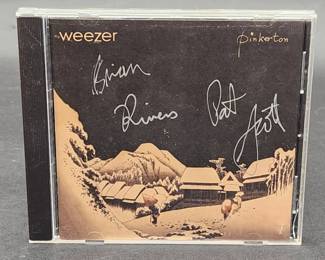 weezer
pinkerton
Brian
Rivers
Pat
Scott